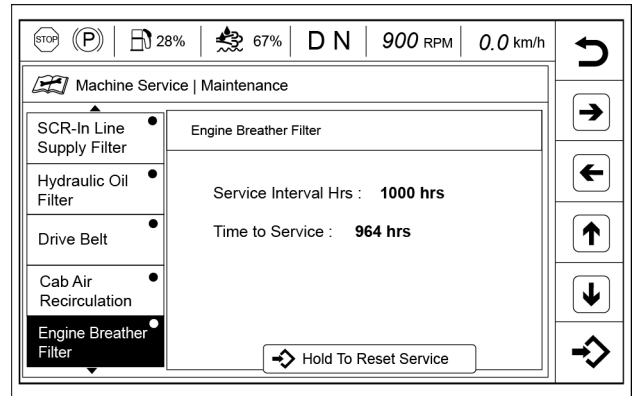 STOP P 28% 67% D N 900 RPM 0.0 km/h
Machine Service | Maintenance
SCR-In Line
Supply Filter
Hydraulic Oil
Filter
Drive Belt
Cab Air
Recirculation
Engine Breather
Filter
Engine Breather Filter
Service Interval Hrs : 1000 hrs
Time to Service : 964 hrs
Hold To Reset Service